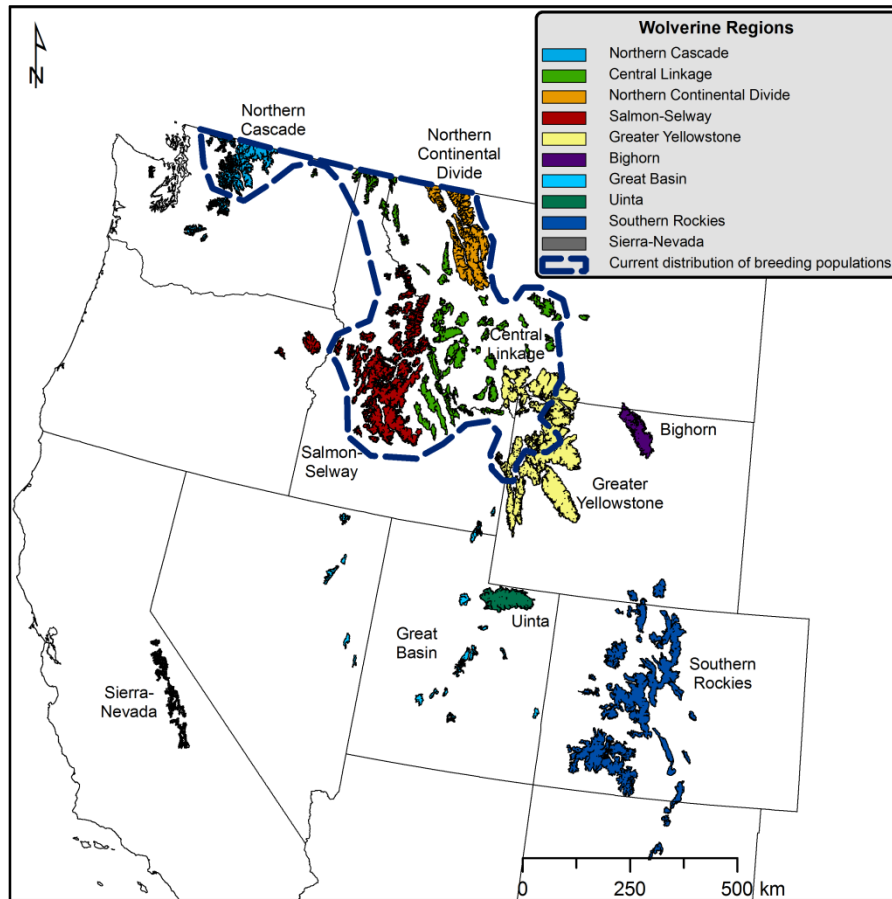 Wolverine Regions
Northern Cascade
Central Linkage
Northern Continental Divide
Salmon-Selway
Greater Yellowstone
Bighorn
Great Basin
Uinta
Southern Rockies
Sierra-Nevada
Current distribution of breeding populations
N
Northern
Cascade
Northern
Continental
Divide
Central
Linkage
Salmon-
Selway
Bighorn
Greater
Yellowstone
Great
Basin
Uinta
Southern
Rockies
Sierra-
Nevada
0 250 500 km